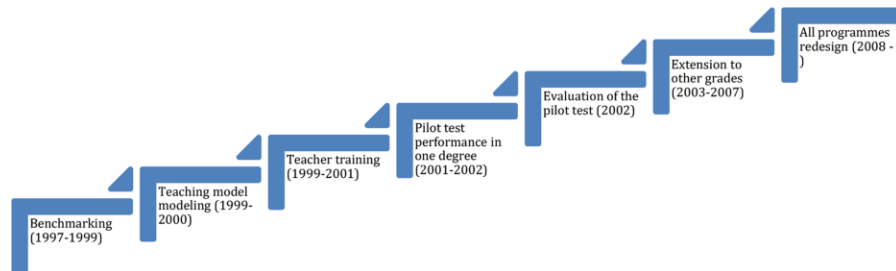 Benchmarking
(1997-1999)
Teaching model
modeling (1999-
2000)
Teacher training
(1999-2001)
Pilot test
performance in
one degree
(2001-2002)
Evaluation of the
pilot test (2002)
Extension to
other grades
(2003-2007)
All programmes
redesign (2008 -
)